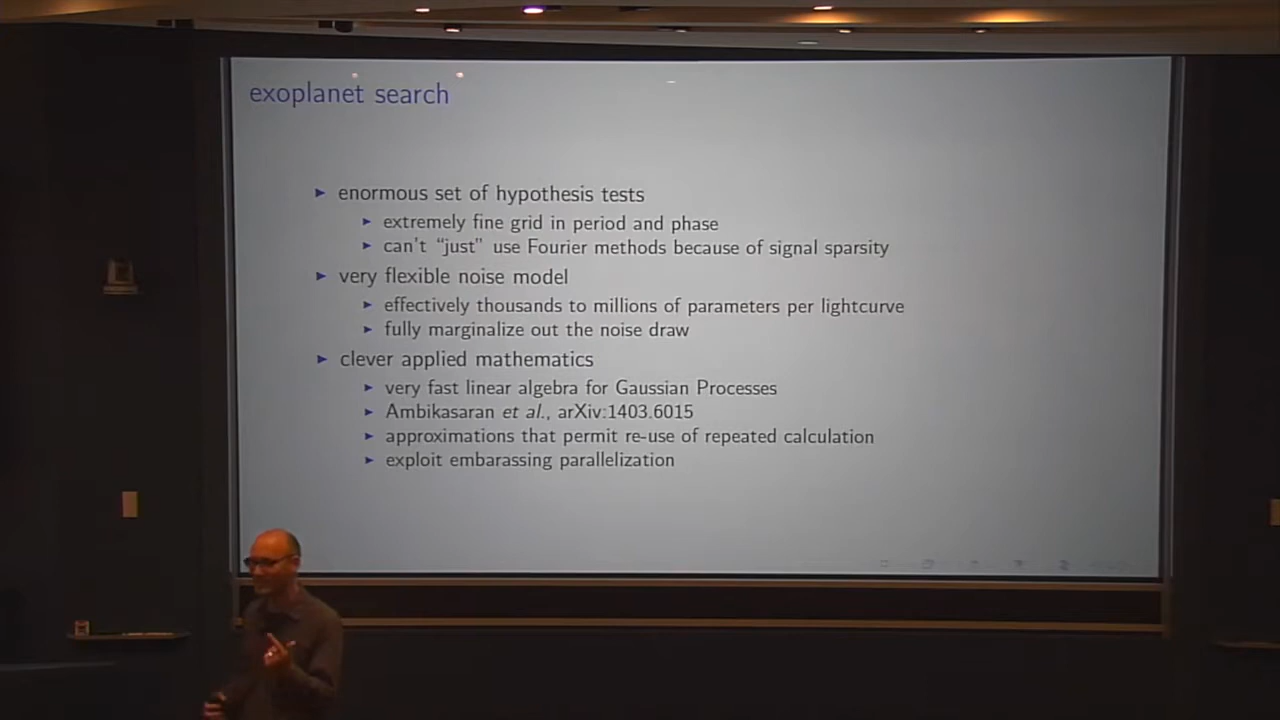 exoplanet search
enormous set of hypothesis tests
extremely fine grid in period and phase
can't “just” use Fourier methods because of signal sparsity
very flexible noise model
effectively thousands to millions of parameters per lightcurve
fully marginalize out the noise draw
clever applied mathematics
very fast linear algebra for Gaussian Processes
Ambikasaran et al., arXiv:1403.6015
approximations that permit re-use of repeated calculation
exploit embarassing parallelization